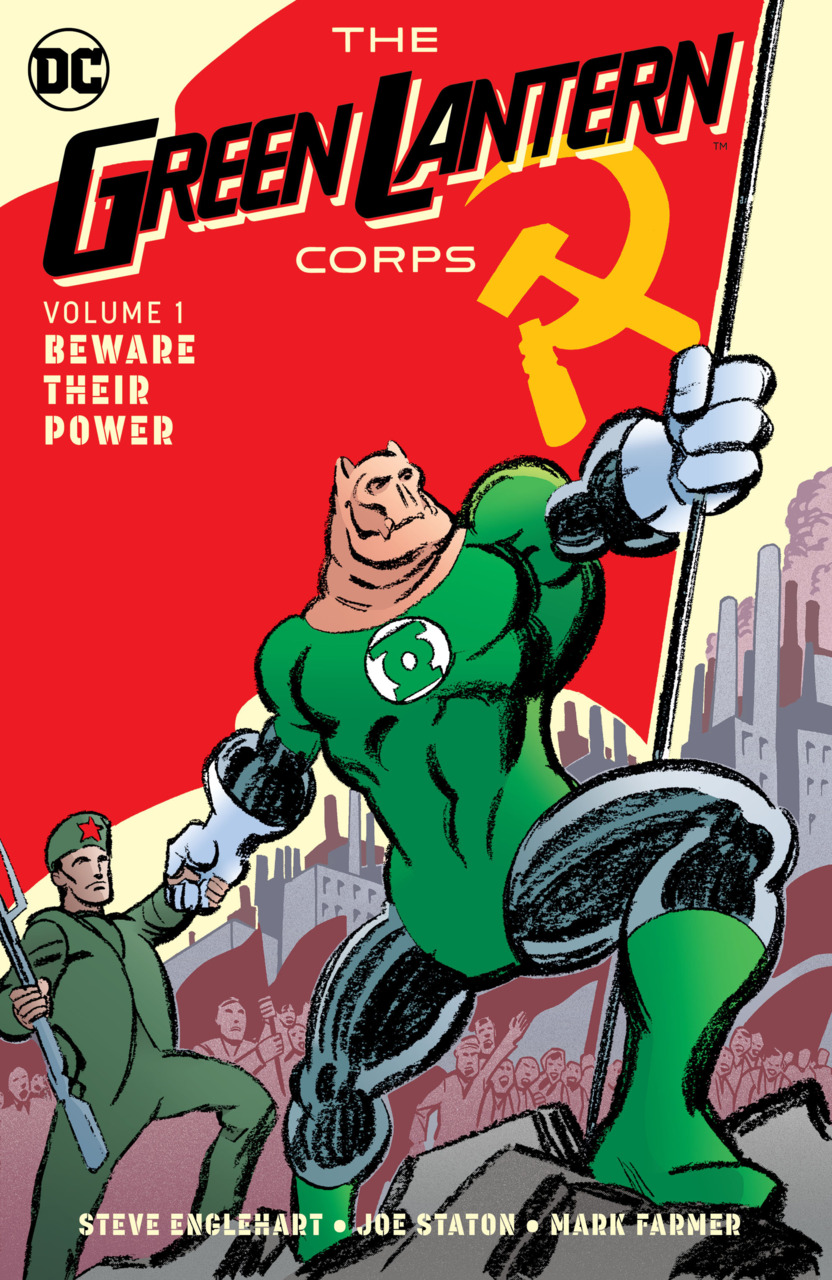 DC
THE
GREEN LANTERN
™
CORPS
VOLUME 1
BEWARE
THEIR
POWER
STEVE ENGLEHART • JOE STATON • MARK FARMER